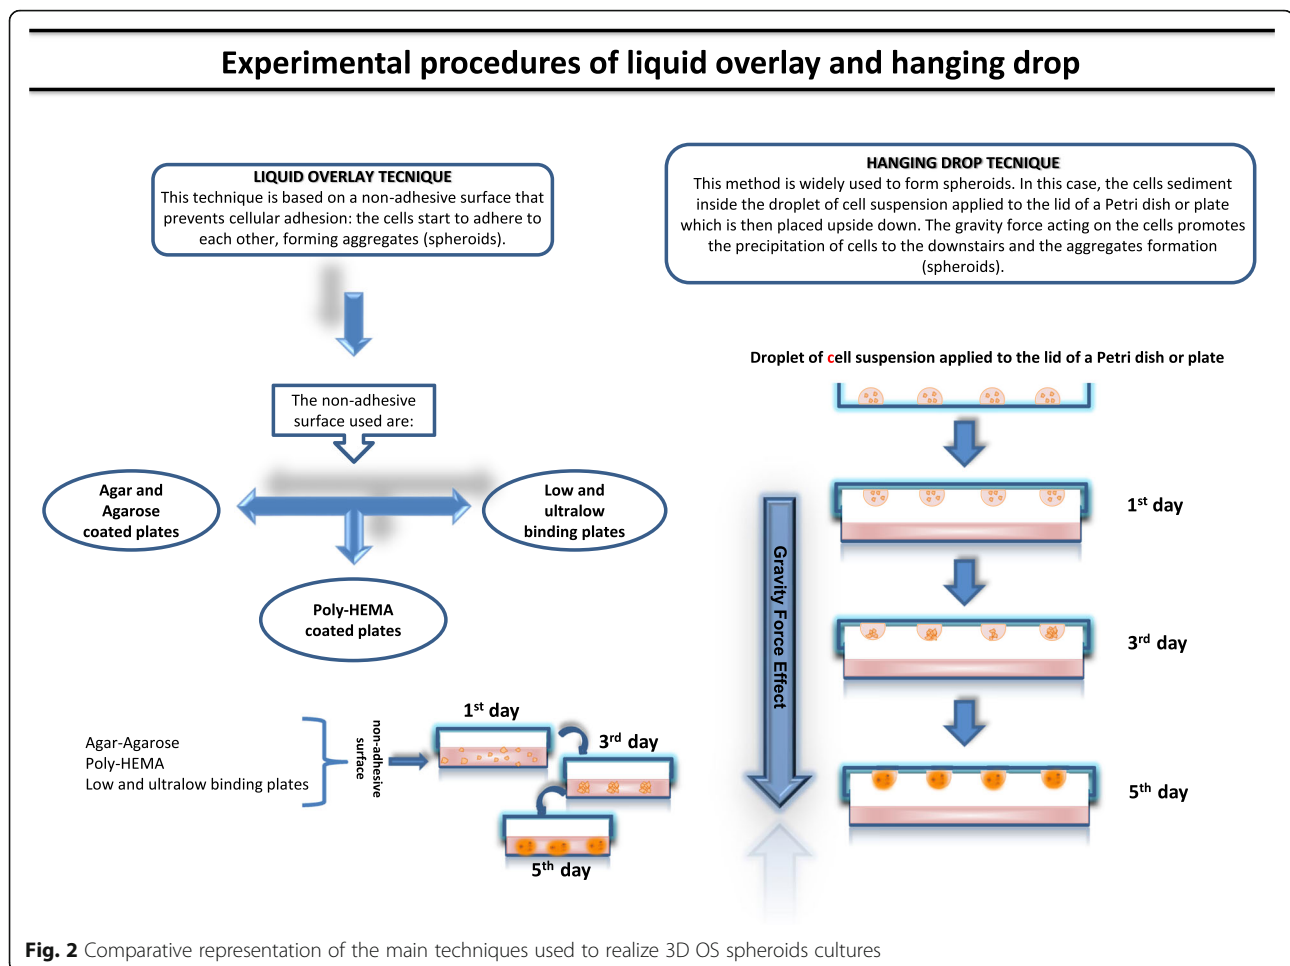 Experimental procedures of liquid overlay and hanging drop
LIQUID OVERLAY TECNIQUE
This technique is based on a non-adhesive surface that
prevents cellular adhesion: the cells start to adhere to
each other, forming aggregates (spheroids).
The non-adhesive
surface used are:
Agar and
Agarose
coated plates
Low and
ultralow
binding plates
Poly-HEMA
coated plates
Agar-Agarose
Poly-HEMA
Low and ultralow binding plates
non-adhesive
surface
1st day
3rd day
5th day
HANGING DROP TECNIQUE
This method is widely used to form spheroids. In this case, the cells sediment
inside the droplet of cell suspension applied to the lid of a Petri dish or plate
which is then placed upside down. The gravity force acting on the cells promotes
the precipitation of cells to the downstairs and the aggregates formation
(spheroids).
Droplet of cell suspension applied to the lid of a Petri dish or plate
Gravity Force Effect
1st day
3rd day
5th day
Fig. 2 Comparative representation of the main techniques used to realize 3D OS spheroids cultures